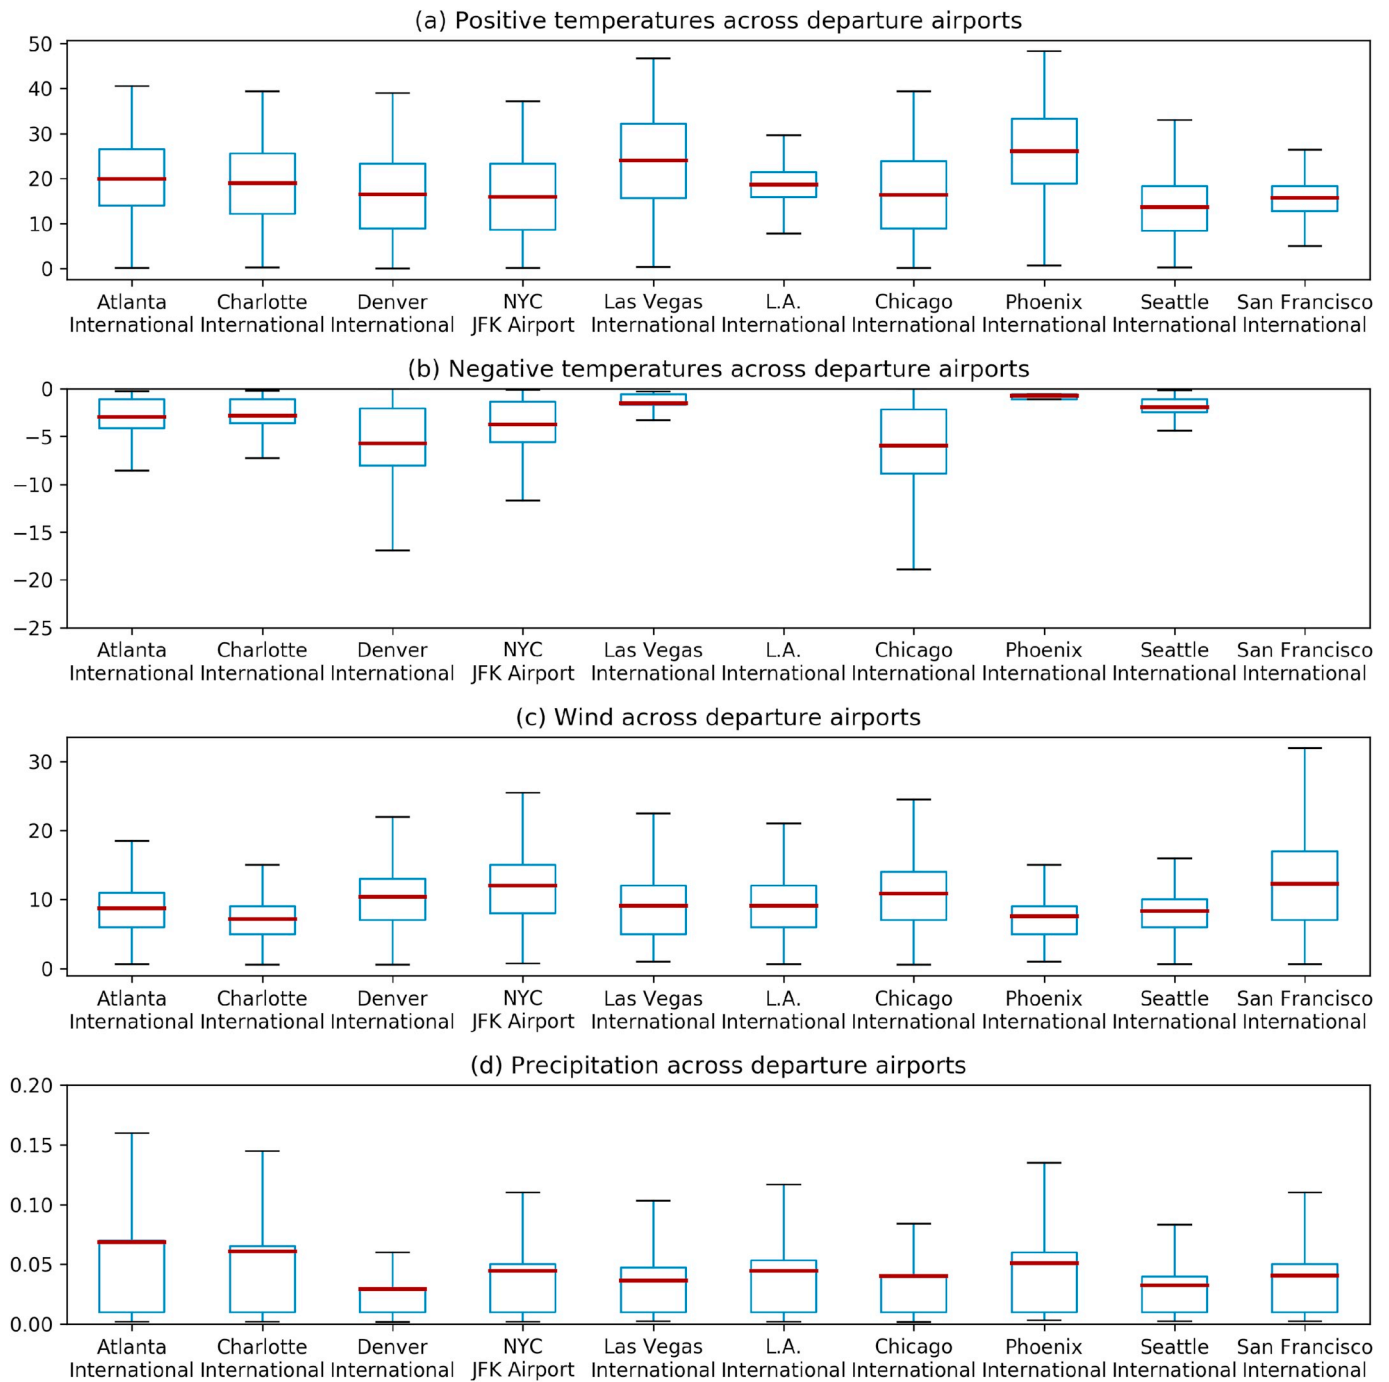 (a) Positive temperatures across departure airports
50
40
30
20
10
0
Atlanta Charlotte Denver NYC Las Vegas L.A. Chicago Phoenix Seattle San Francisco
International International International JFK Airport International International International International International International
(b) Negative temperatures across departure airports
0
−5
−10
−15
−20
−25
Atlanta Charlotte Denver NYC Las Vegas L.A. Chicago Phoenix Seattle San Francisco
International International International JFK Airport International International International International International International
(c) Wind across departure airports
30
20
10
0
Atlanta Charlotte Denver NYC Las Vegas L.A. Chicago Phoenix Seattle San Francisco
International International International JFK Airport International International International International International International
(d) Precipitation across departure airports
0.20
0.15
0.10
0.05
0.00
Atlanta Charlotte Denver NYC Las Vegas L.A. Chicago Phoenix Seattle San Francisco
International International International JFK Airport International International International International International International